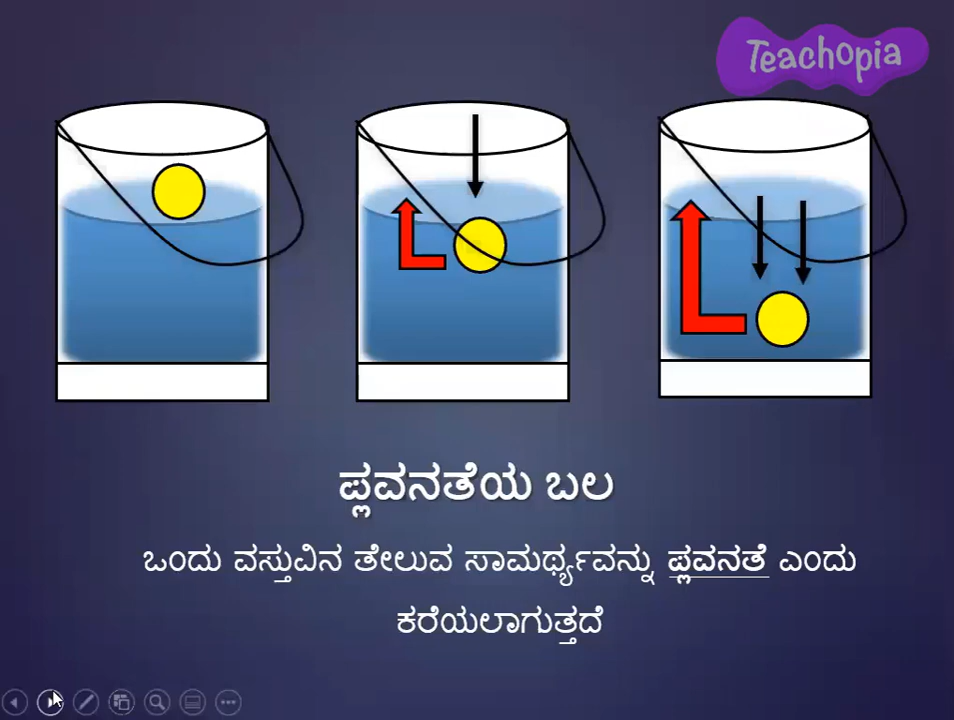 Teachopia
ಪ್ಲವನತೆಯ ಬಲ
ಒಂದು ವಸ್ತುವಿನ ತೇಲುವ ಸಾಮರ್ಥ್ಯವನ್ನು ಪ್ಲವನತೆ ಎಂದು
ಕರೆಯಲಾಗುತ್ತದೆ